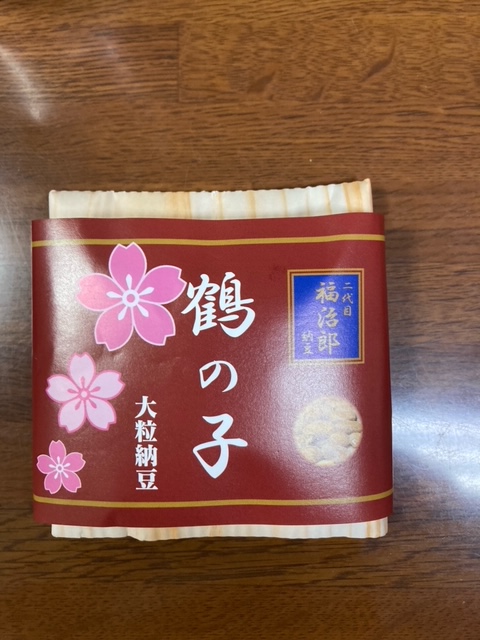 二代目
福治郎
納豆
鶴の子
大粒納豆